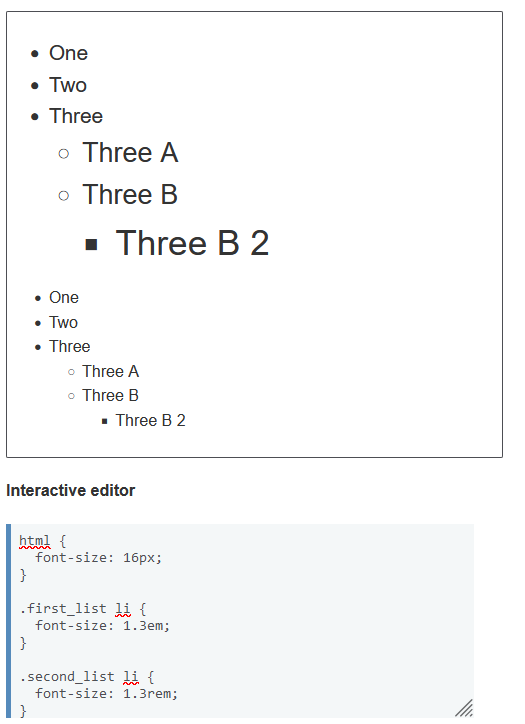 One
Two
Three
Three A
Three B
Three B 2
One
Two
Three
Three A
Three B
Three B 2
Interactive editor
html {
  font-size: 16px;
}
.first_list li {
  font-size: 1.3em;
}
.second_list li {
  font-size: 1.3rem;
}